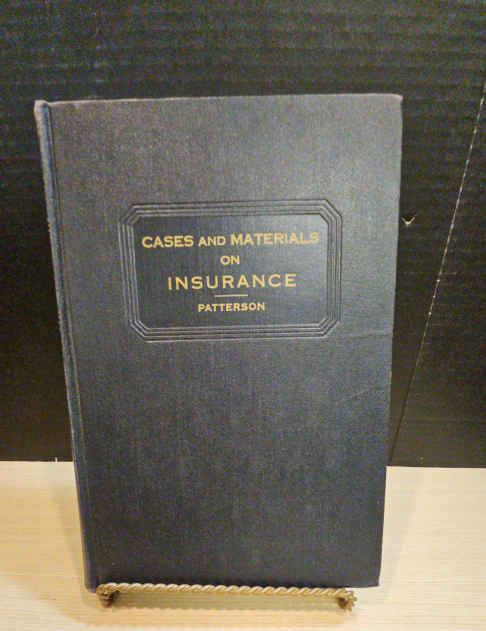 CASES AND MATERIALS
ON
INSURANCE
PATTERSON